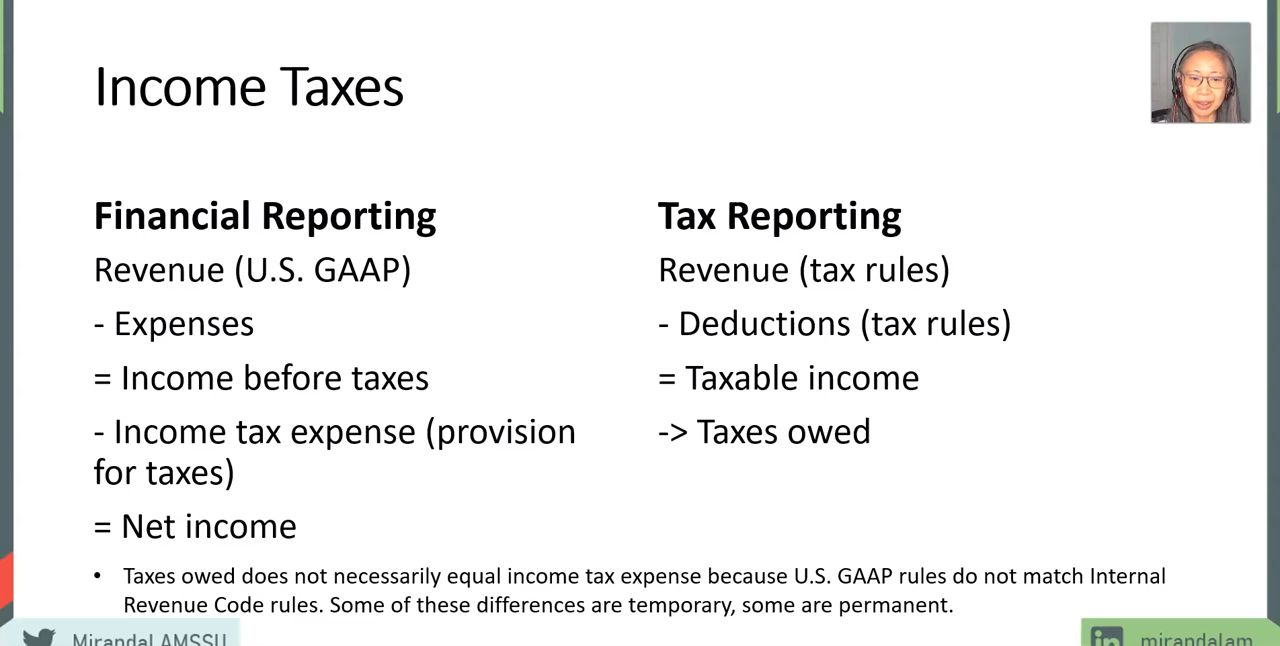 Income Taxes
Financial Reporting
Revenue (U.S. GAAP)
- Expenses
= Income before taxes
- Income tax expense (provision
for taxes)
= Net income
Tax Reporting
Revenue (tax rules)
- Deductions (tax rules)
= Taxable income
-> Taxes owed
• Taxes owed does not necessarily equal income tax expense because U.S. GAAP rules do not match Internal
Revenue Code rules. Some of these differences are temporary, some are permanent.
MirandaLAMSSU
in mirandalam